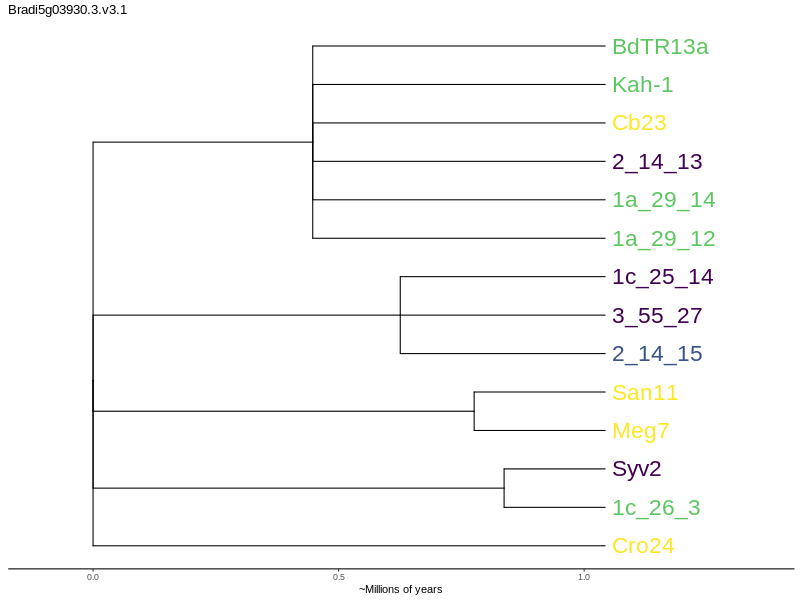 Bradi5g03930.3.v3.1
BdTR13a
Kah-1
Cb23
2_14_13
1a_29_14
1a_29_12
1c_25_14
3_55_27
2_14_15
San11
Meg7
Syv2
1c_26_3
Cro24
0.0 0.5 1.0
~Millions of years